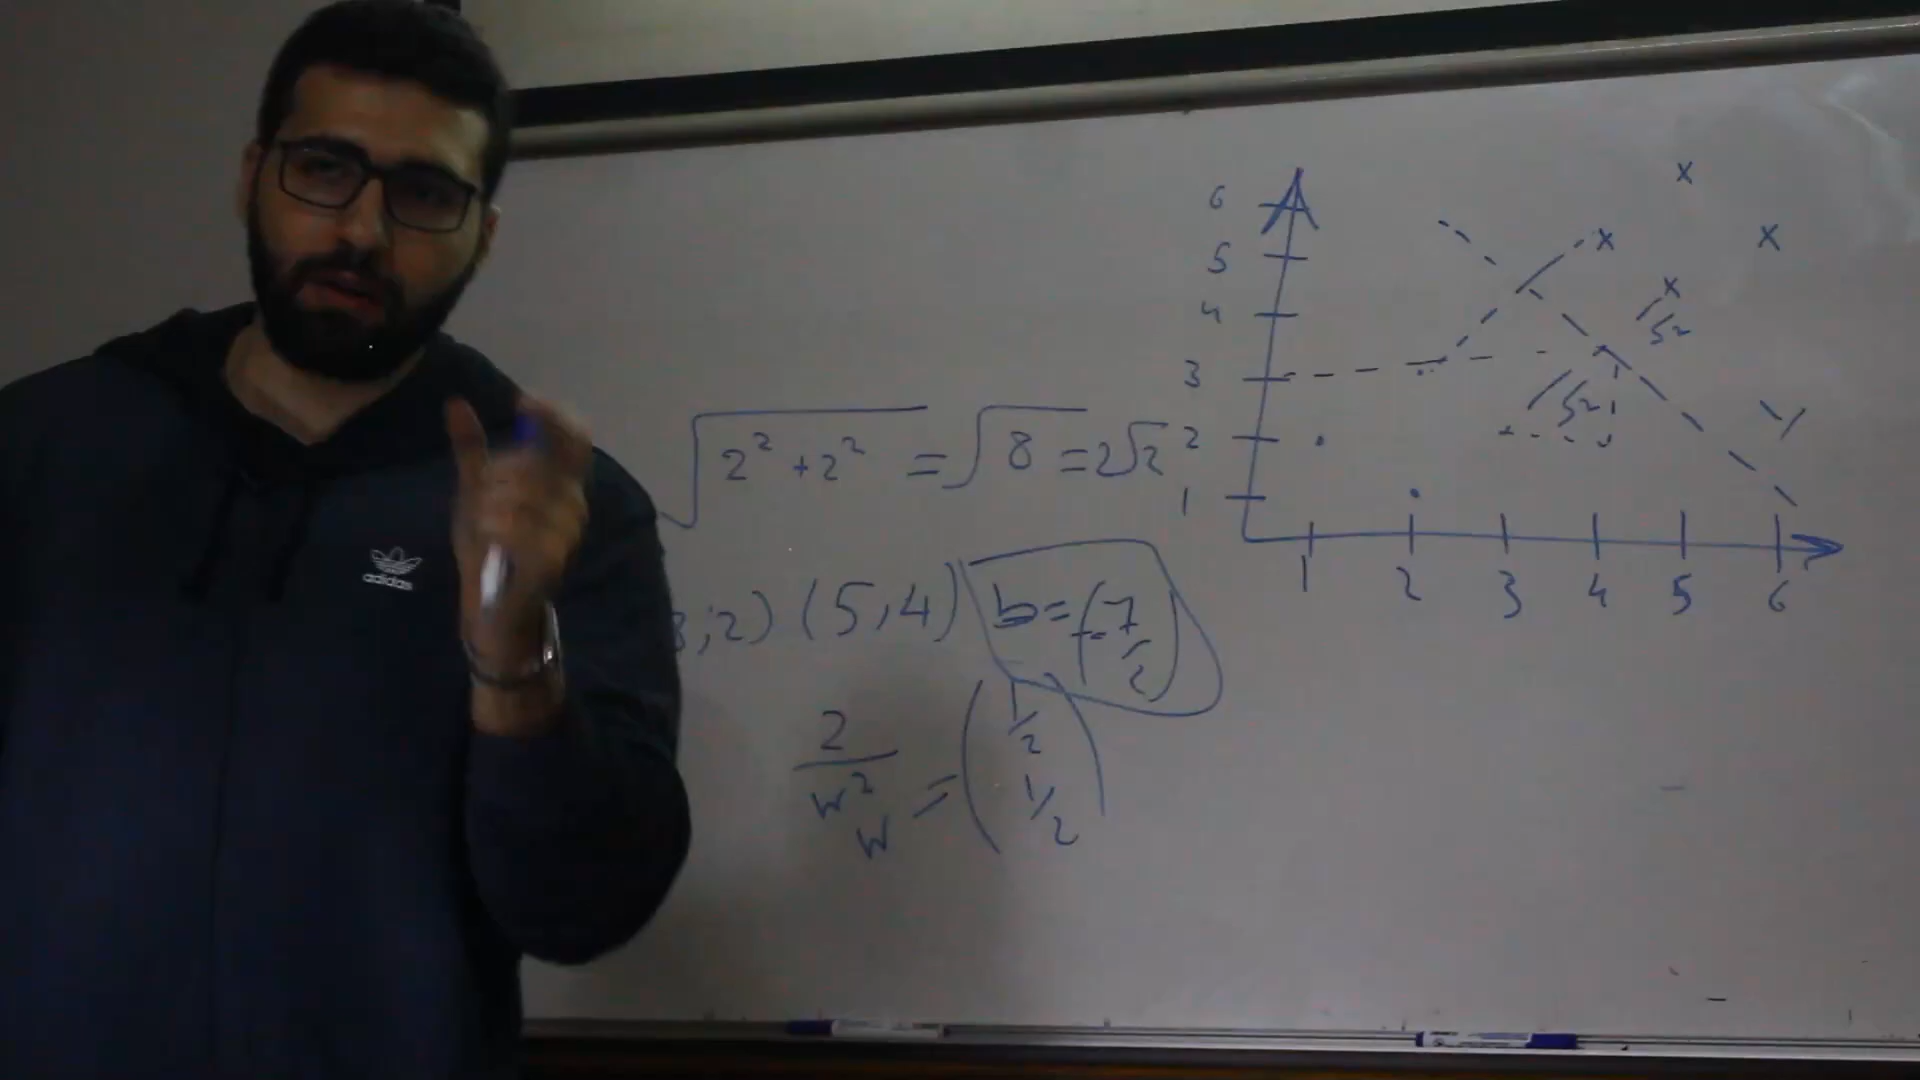 6
5
4
3
2
1
1 2 3 4 5 6
x
x
x
x
√2
√2
√2²+2² = √8 = 2√2
3,2) (5,4) b = (-7/2)
2/w²
w = (1/2
1/2)
adidas